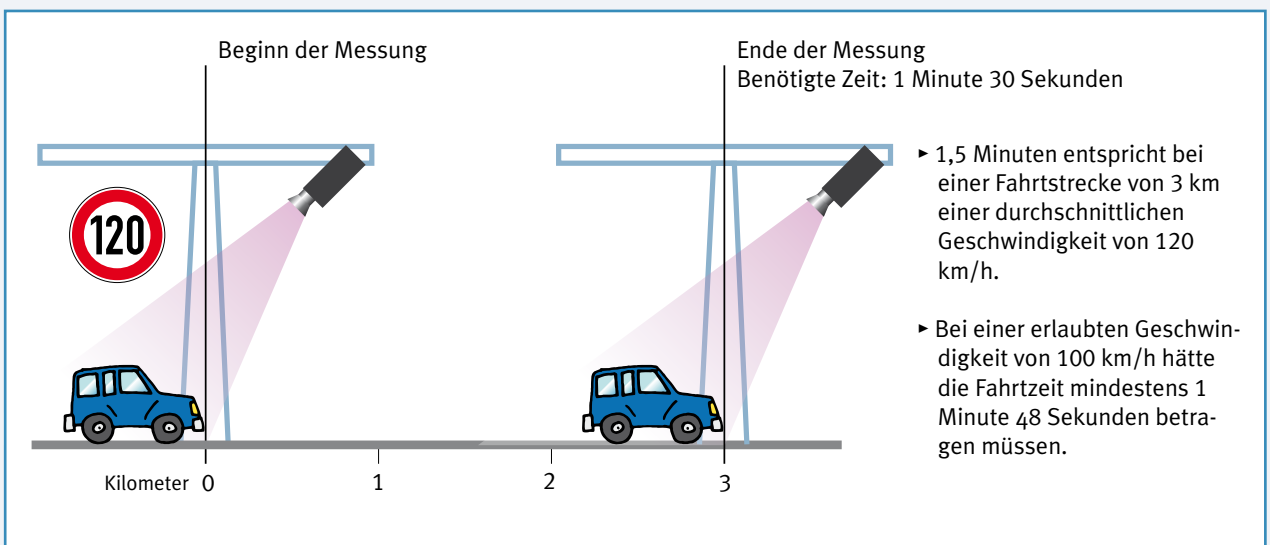 Beginn der Messung
Ende der Messung
Benötigte Zeit: 1 Minute 30 Sekunden
120
▸ 1,5 Minuten entspricht bei
einer Fahrtstrecke von 3 km
einer durchschnittlichen
Geschwindigkeit von 120
km/h.
▸ Bei einer erlaubten Geschwin-
digkeit von 100 km/h hätte
die Fahrtzeit mindestens 1
Minute 48 Sekunden betra-
gen müssen.
Kilometer 0 1 2 3